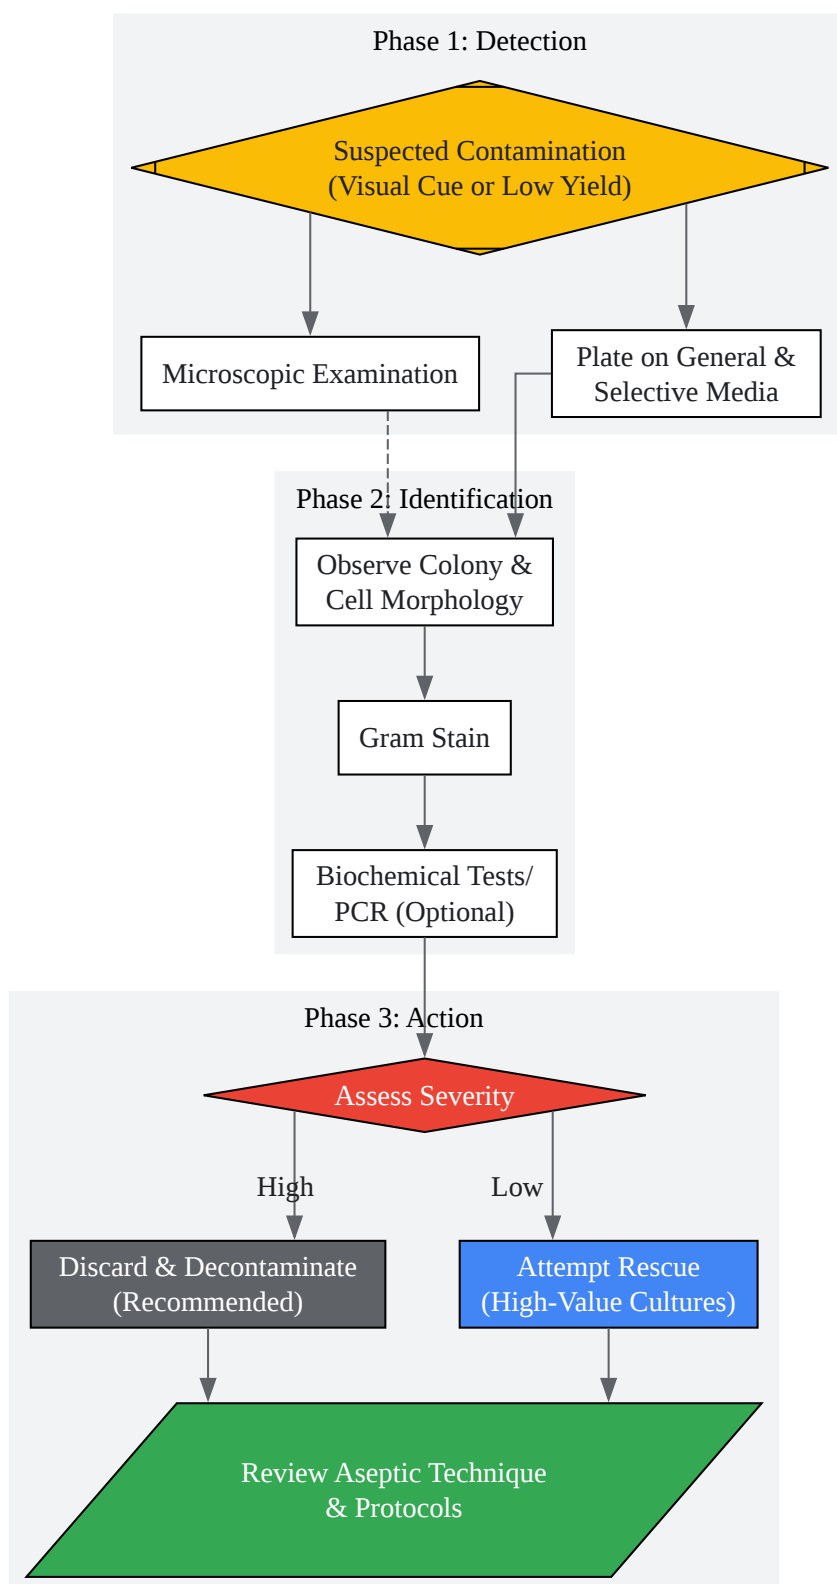 Phase 1: Detection
Suspected Contamination
(Visual Cue or Low Yield)
Microscopic Examination
Plate on General &
Selective Media
Phase 2: Identification
Observe Colony &
Cell Morphology
Gram Stain
Biochemical Tests/
PCR (Optional)
Phase 3: Action
Assess Severity
High
Low
Discard & Decontaminate
(Recommended)
Attempt Rescue
(High-Value Cultures)
Review Aseptic Technique
& Protocols